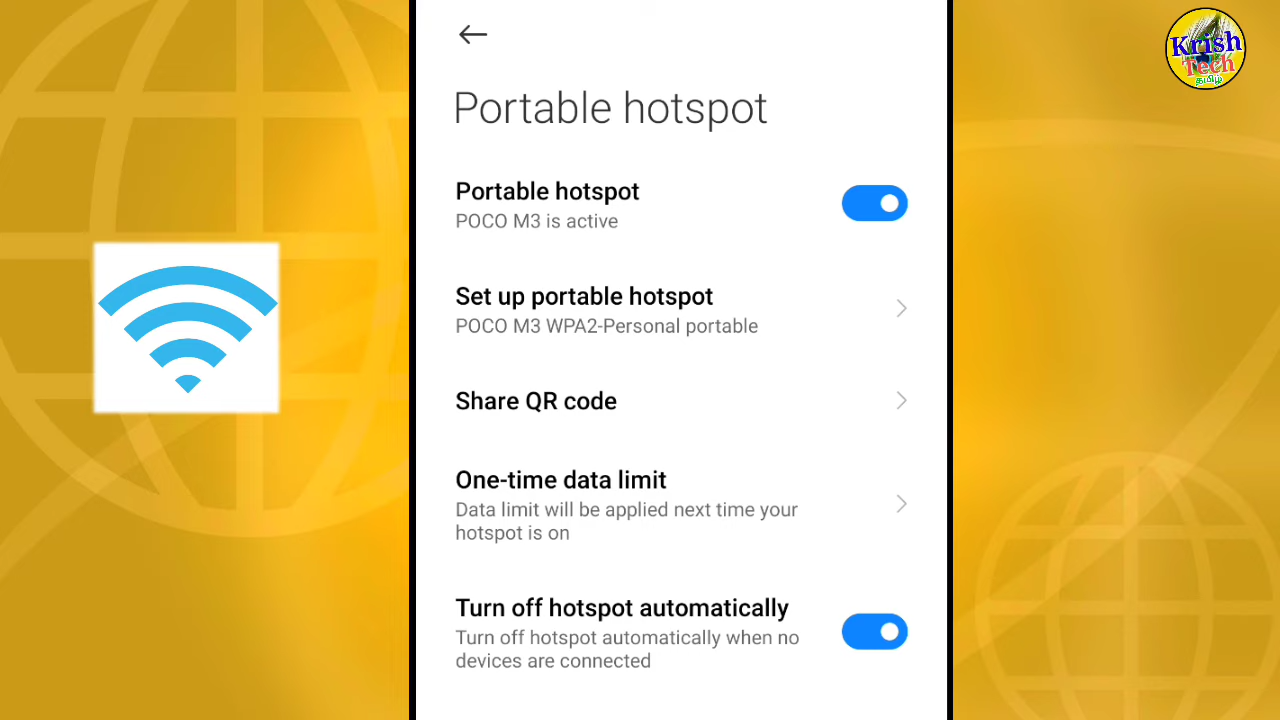 Krish
Tech
தமிழ்
Portable hotspot
Portable hotspot
POCO M3 is active
Set up portable hotspot
POCO M3 WPA2-Personal portable
Share QR code
One-time data limit
Data limit will be applied next time your
hotspot is on
Turn off hotspot automatically
Turn off hotspot automatically when no
devices are connected